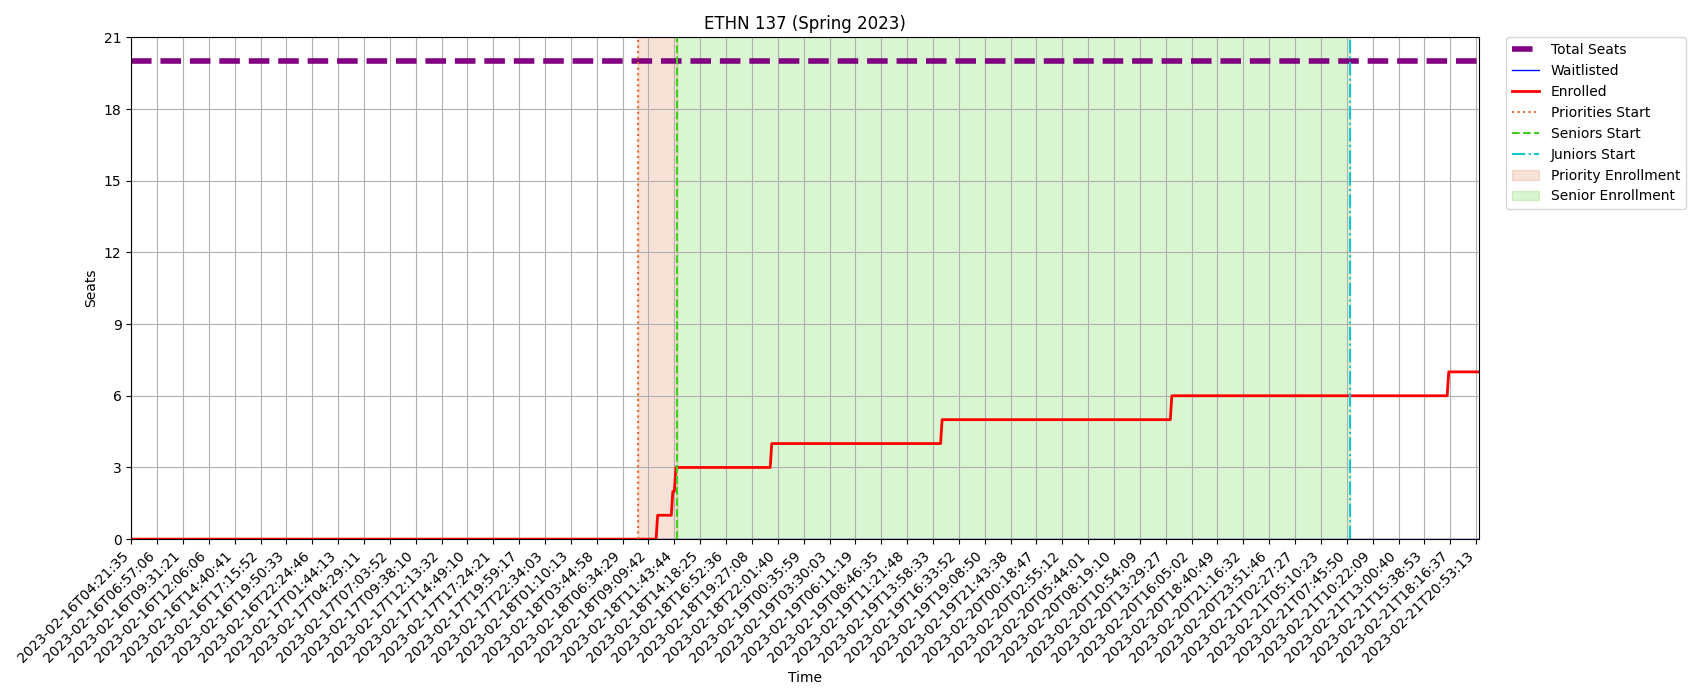 ETHN 137 (Spring 2023)
21
18
15
12
9
6
3
0
Seats
Total Seats
Waitlisted
Enrolled
Priorities Start
Seniors Start
Juniors Start
Priority Enrollment
Senior Enrollment
2023-02-16T04:21:35
2023-02-16T06:57:06
2023-02-16T09:31:21
2023-02-16T12:06:06
2023-02-16T14:40:41
2023-02-16T17:15:52
2023-02-16T19:50:33
2023-02-16T22:24:46
2023-02-17T01:44:13
2023-02-17T04:29:11
2023-02-17T07:03:52
2023-02-17T09:38:10
2023-02-17T12:13:32
2023-02-17T14:49:10
2023-02-17T17:24:21
2023-02-17T19:59:17
2023-02-17T22:34:03
2023-02-18T01:10:13
2023-02-18T03:44:58
2023-02-18T06:34:29
2023-02-18T09:09:42
2023-02-18T11:43:44
2023-02-18T14:18:25
2023-02-18T16:52:36
2023-02-18T19:27:08
2023-02-18T22:01:40
2023-02-19T00:35:59
2023-02-19T03:30:03
2023-02-19T06:11:19
2023-02-19T08:46:35
2023-02-19T11:21:48
2023-02-19T13:58:33
2023-02-19T16:33:52
2023-02-19T19:08:50
2023-02-19T21:43:38
2023-02-20T00:18:47
2023-02-20T02:55:12
2023-02-20T05:44:01
2023-02-20T08:19:10
2023-02-20T10:54:09
2023-02-20T13:29:27
2023-02-20T16:05:02
2023-02-20T18:40:49
2023-02-20T21:16:32
2023-02-20T23:51:46
2023-02-21T02:27:27
2023-02-21T05:10:23
2023-02-21T07:45:50
2023-02-21T10:22:09
2023-02-21T13:00:40
2023-02-21T15:38:53
2023-02-21T18:16:37
2023-02-21T20:53:13
Time